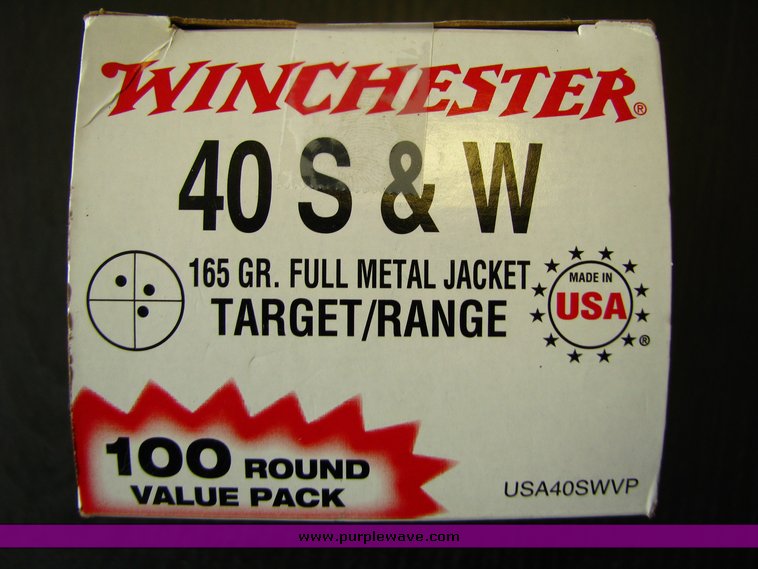 WINCHESTER®
40 S & W
165 GR. FULL METAL JACKET
TARGET/RANGE
MADE IN
USA
®
100 ROUND
VALUE PACK
USA40SWVP
www.purplewave.com